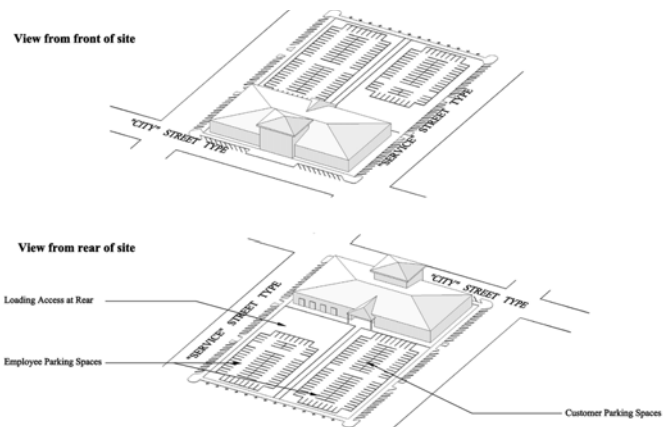 View from front of site
"CITY" STREET TYPE
"SERVICE" STREET TYPE
View from rear of site
"CITY" STREET TYPE
Loading Access at Rear
"SERVICE" STREET TYPE
Employee Parking Spaces
Customer Parking Spaces